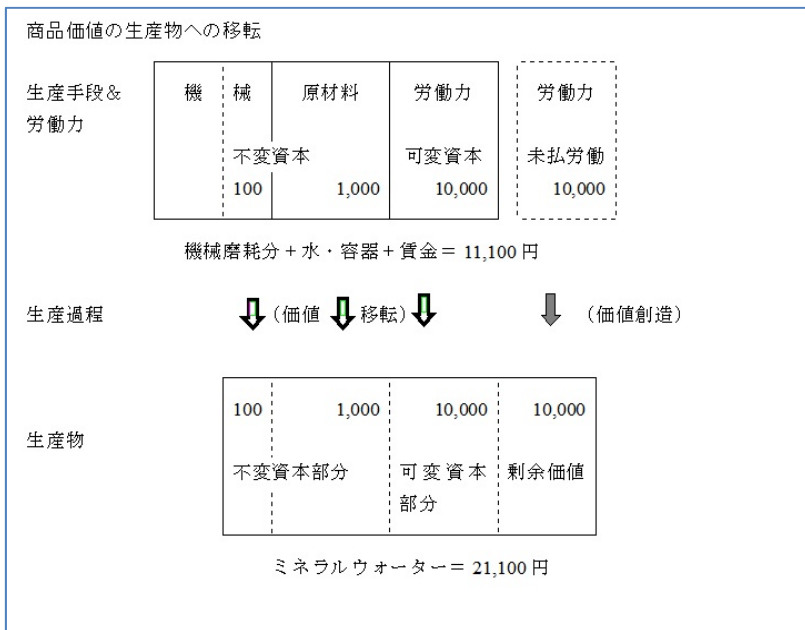 商品価値の生産物への移転
生産手段＆
労働力
機 械 原材料 労働力 労働力
不変資本 可変資本 未払労働
100 1,000 10,000 10,000
機械磨耗分＋水・容器＋賃金＝ 11,100 円
生産過程 (価値 移転) (価値創造)
100 1,000 10,000 10,000
生産物
不変資本部分 可変資本 剰余価値
部分
ミネラルウォーター＝ 21,100 円